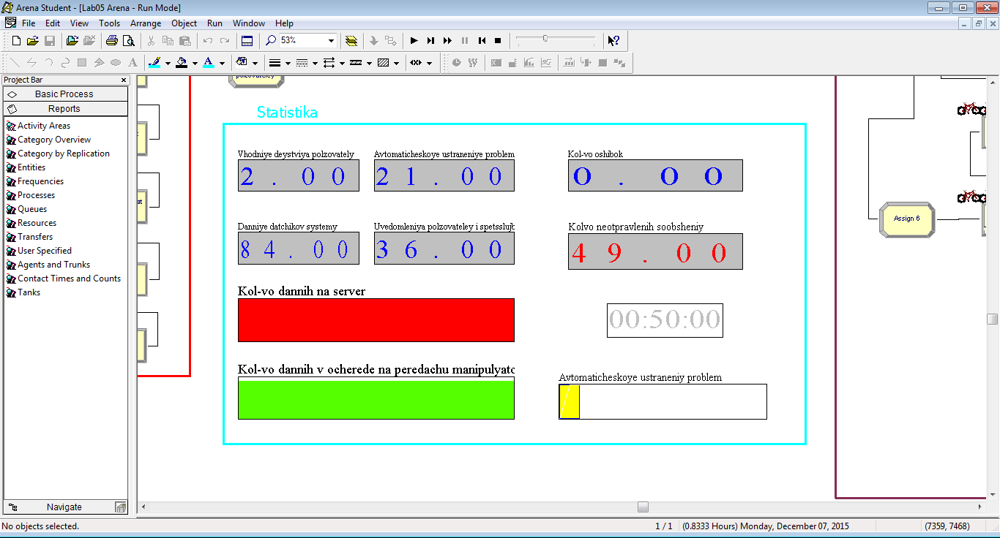 Arena Student - [Lab05 Arena - Run Mode]
File Edit View Tools Arrange Object Run Window Help
53%
Project Bar
Basic Process
Reports
Activity Areas
Category Overview
Category by Replication
Entities
Frequencies
Processes
Queues
Resources
Transfers
User Specified
Agents and Trunks
Contact Times and Counts
Tanks
Navigate
polzovateley
Statistika
Vhodniye deystviya polzovately
2.00
Avtomaticheskoye ustraneniye problem
21.00
Kol-vo oshibok
0.00
Danniye datchikov systemy
84.00
Uvedomleniya polzovateley i spetsslujb
36.00
Kolvo neotpravlenih soobsheniy
49.00
Kol-vo dannih na server
00:50:00
Kol-vo dannih v ocherede na peredachu manipulyato
Avtomaticheskoye ustraneniy problem
Assign 6
No objects selected.
1 / 1
(0.8333 Hours) Monday, December 07, 2015
(7359, 7468)